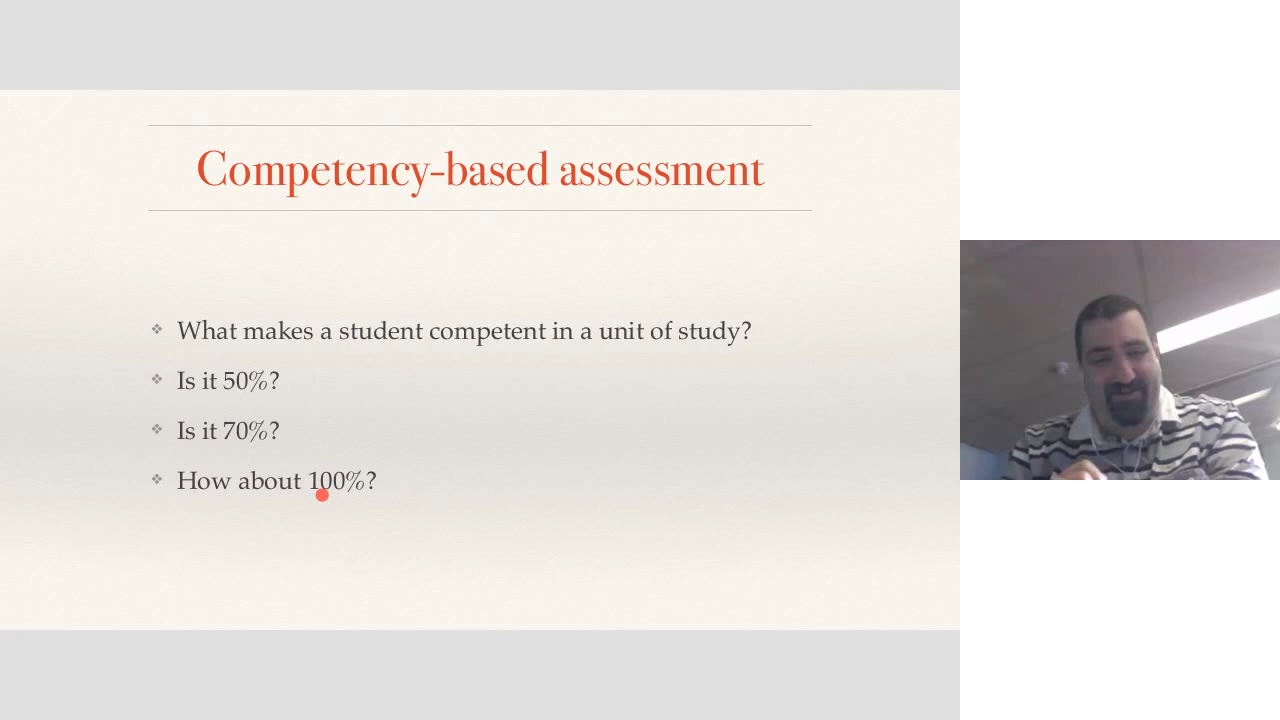 Competency-based assessment
What makes a student competent in a unit of study?
Is it 50%?
Is it 70%?
How about 100%?